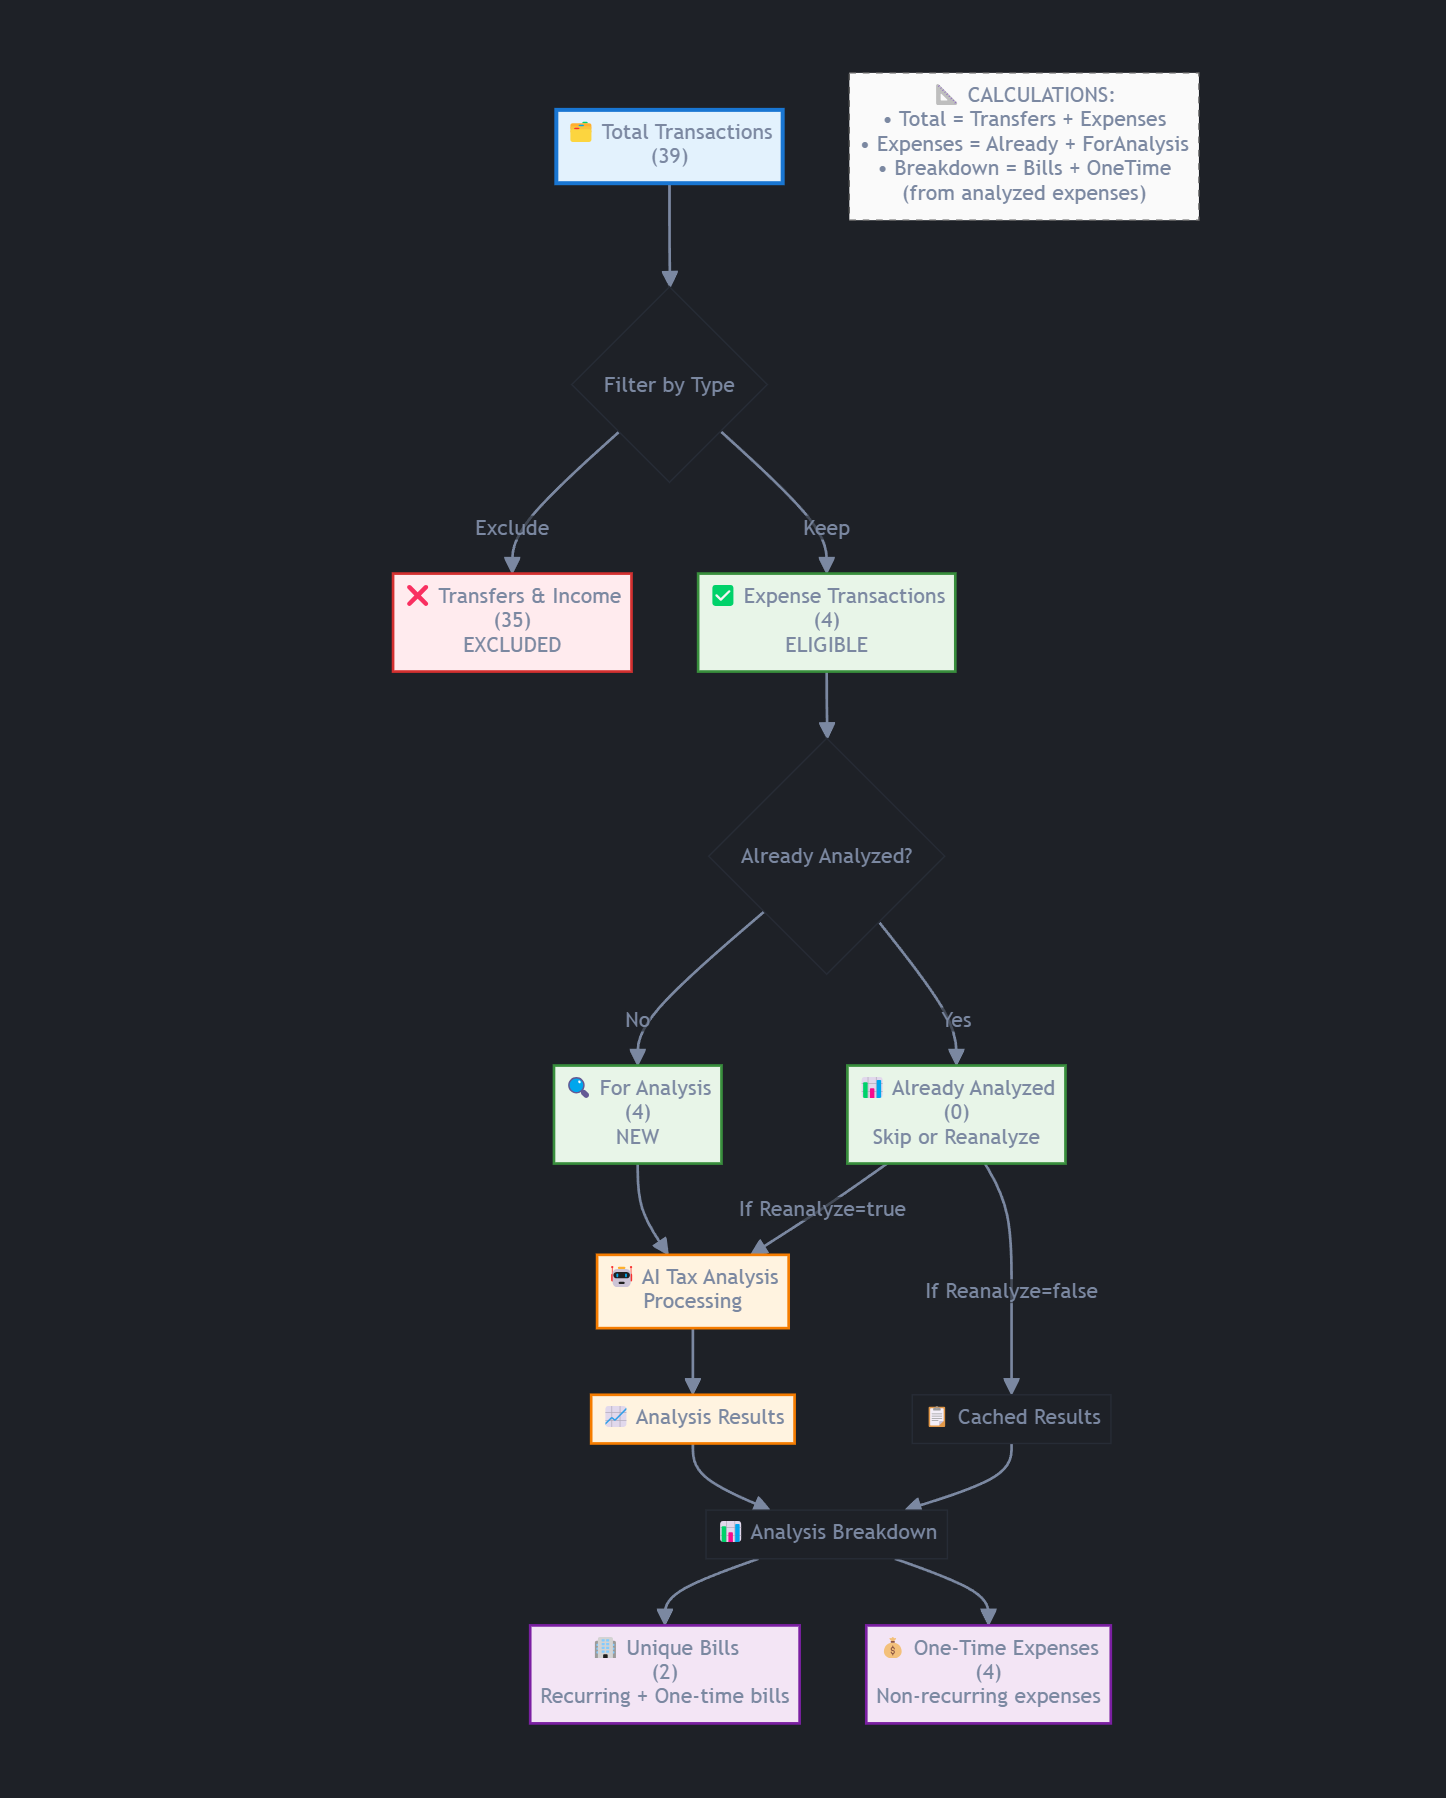 🗂️ Total Transactions
(39)
📐 CALCULATIONS:
• Total = Transfers + Expenses
• Expenses = Already + ForAnalysis
• Breakdown = Bills + OneTime
(from analyzed expenses)
Filter by Type
Exclude
Keep
❌ Transfers & Income
(35)
EXCLUDED
✅ Expense Transactions
(4)
ELIGIBLE
Already Analyzed?
No
Yes
🔍 For Analysis
(4)
NEW
📊 Already Analyzed
(0)
Skip or Reanalyze
If Reanalyze=true
🤖 AI Tax Analysis
Processing
If Reanalyze=false
📈 Analysis Results
📋 Cached Results
📊 Analysis Breakdown
🏢 Unique Bills
(2)
Recurring + One-time bills
💰 One-Time Expenses
(4)
Non-recurring expenses